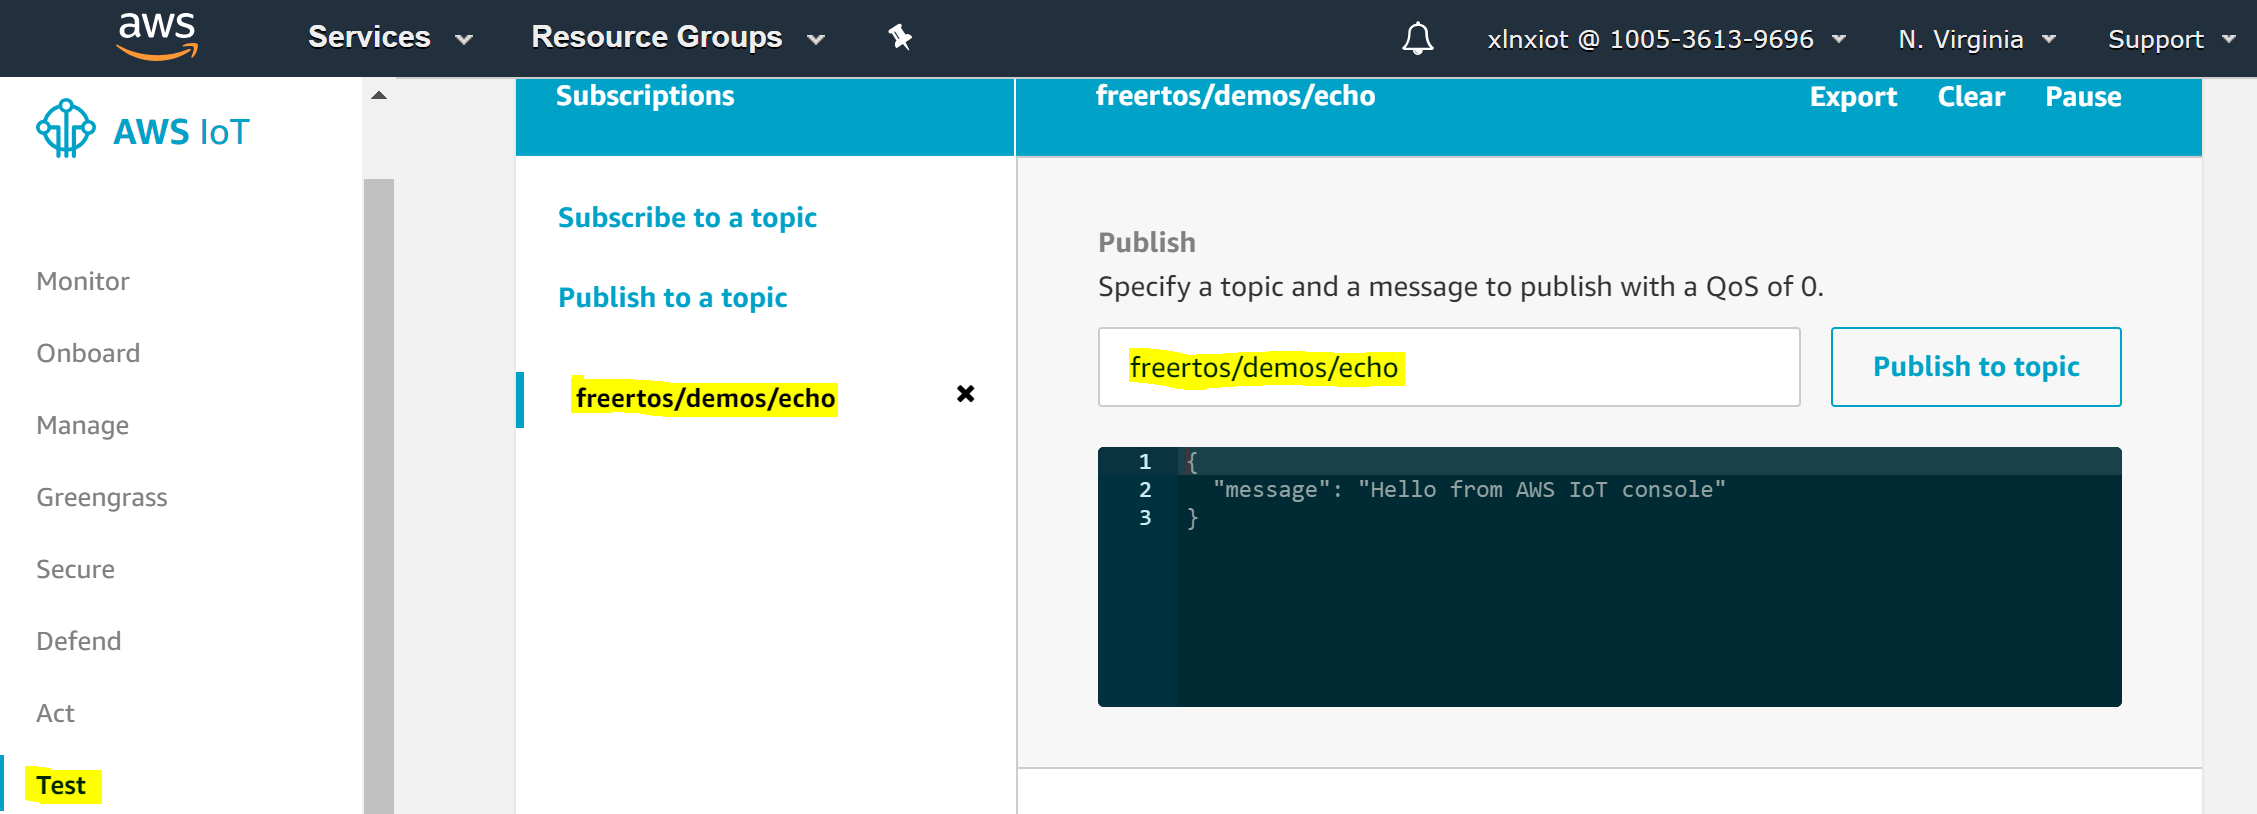 aws Services Resource Groups xlnxiot @ 1005-3613-9696 N. Virginia Support
AWS IoT
Monitor
Onboard
Manage
Greengrass
Secure
Defend
Act
Test
Subscriptions
Subscribe to a topic
Publish to a topic
freertos/demos/echo
freertos/demos/echo Export Clear Pause
Publish
Specify a topic and a message to publish with a QoS of 0.
freertos/demos/echo Publish to topic
1 {
2 "message": "Hello from AWS IoT console"
3 }